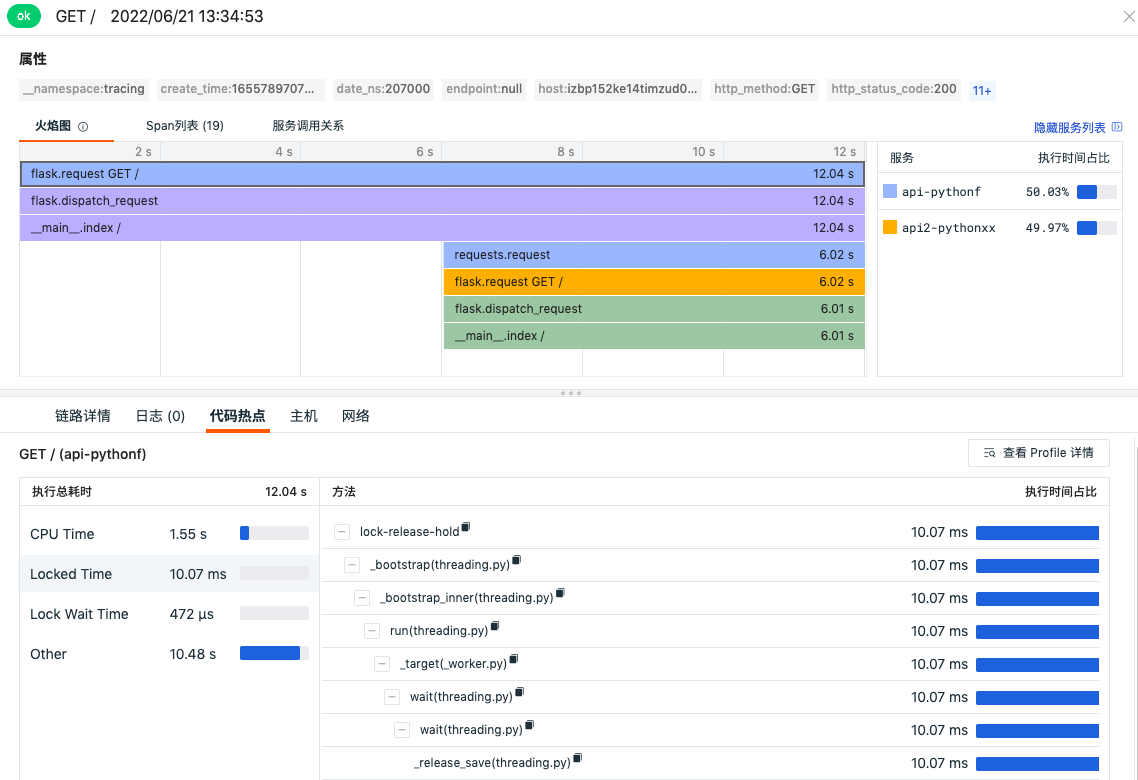 ok GET / 2022/06/21 13:34:53
属性
__namespace:tracing create_time:1655789707... date_ns:207000 endpoint:null host:izbp152ke14timzud0... http_method:GET http_status_code:200 11+
火焰图 Span列表 (19) 服务调用关系 隐藏服务列表
2 s 4 s 6 s 8 s 10 s 12 s
服务 执行时间占比
flask.request GET / 12.04 s
flask.dispatch_request 12.04 s
__main__.index / 12.04 s
requests.request 6.02 s
flask.request GET / 6.02 s
flask.dispatch_request 6.01 s
__main__.index / 6.01 s
api-pythonf 50.03%
api2-pythonxx 49.97%
链路详情 日志 (0) 代码热点 主机 网络
GET / (api-pythonf) 查看 Profile 详情
执行总耗时 12.04 s
CPU Time 1.55 s
Locked Time 10.07 ms
Lock Wait Time 472 µs
Other 10.48 s
方法 执行时间占比
lock-release-hold 10.07 ms
_bootstrap(threading.py) 10.07 ms
_bootstrap_inner(threading.py) 10.07 ms
run(threading.py) 10.07 ms
_target(_worker.py) 10.07 ms
wait(threading.py) 10.07 ms
wait(threading.py) 10.07 ms
_release_save(threading.py) 10.07 ms